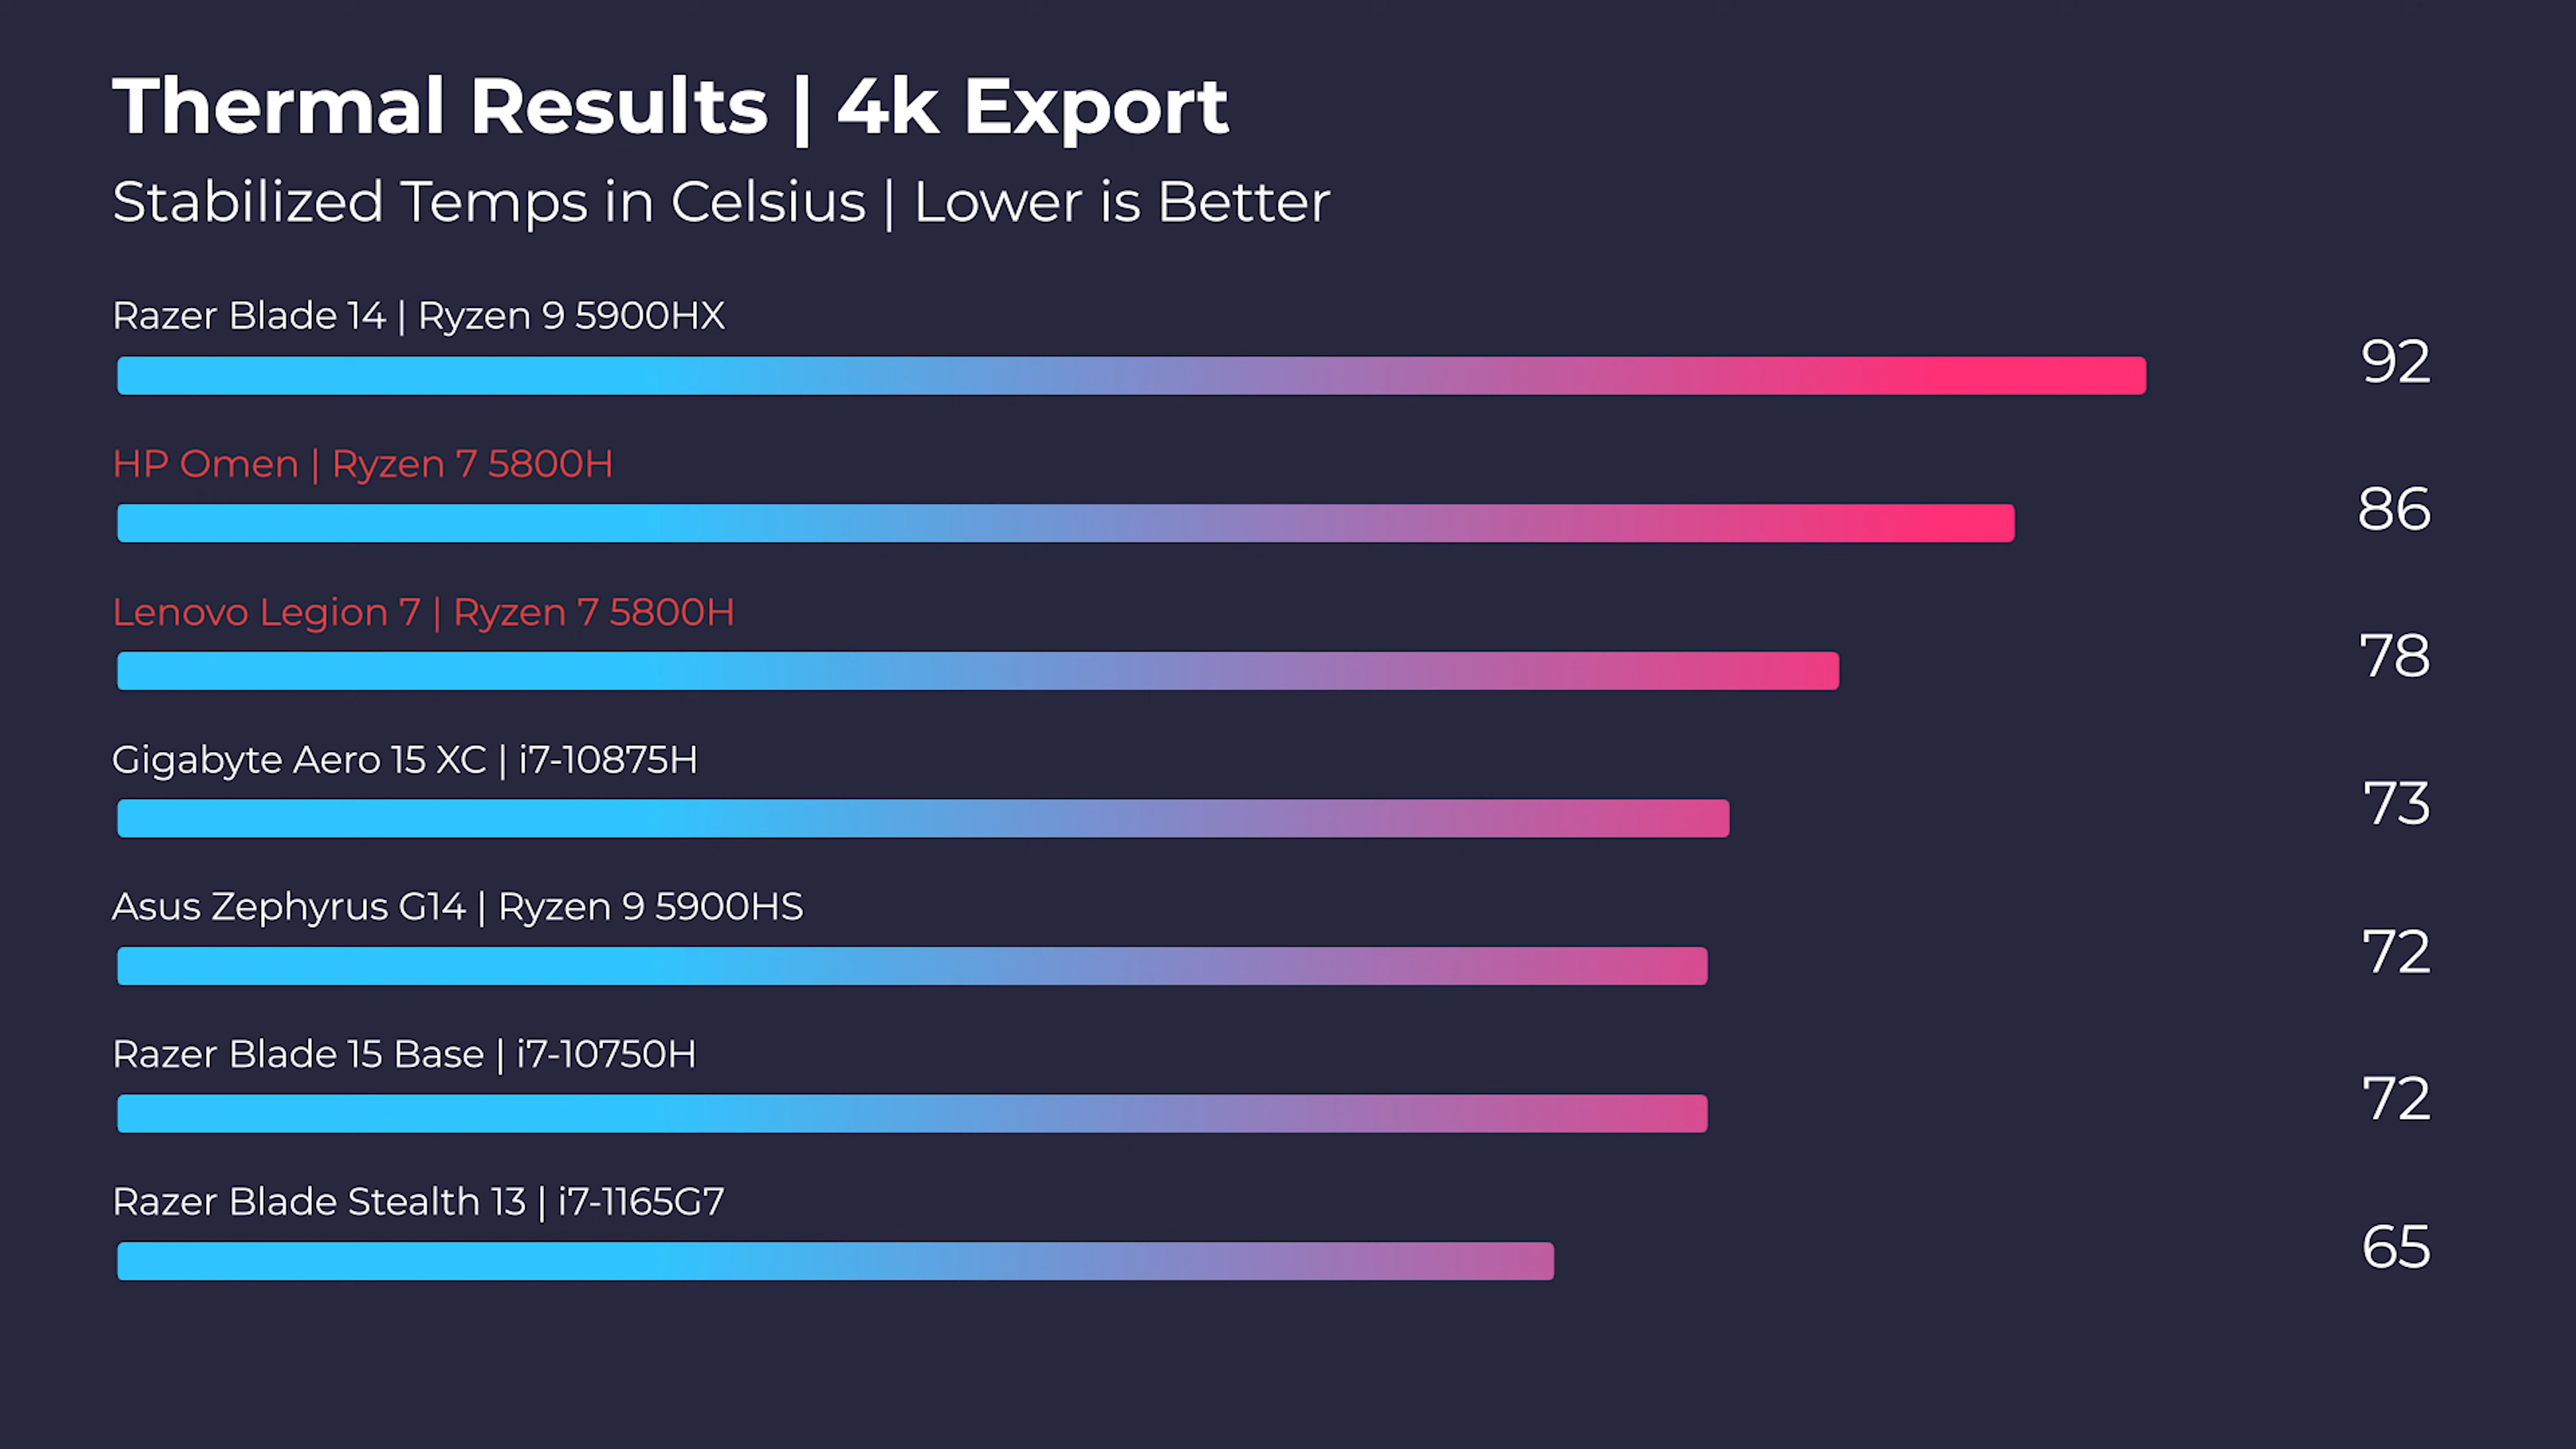 Thermal Results | 4k Export
Stabilized Temps in Celsius | Lower is Better
Razer Blade 14 | Ryzen 9 5900HX
92
HP Omen | Ryzen 7 5800H
86
Lenovo Legion 7 | Ryzen 7 5800H
78
Gigabyte Aero 15 XC | i7-10875H
73
Asus Zephyrus G14 | Ryzen 9 5900HS
72
Razer Blade 15 Base | i7-10750H
72
Razer Blade Stealth 13 | i7-1165G7
65